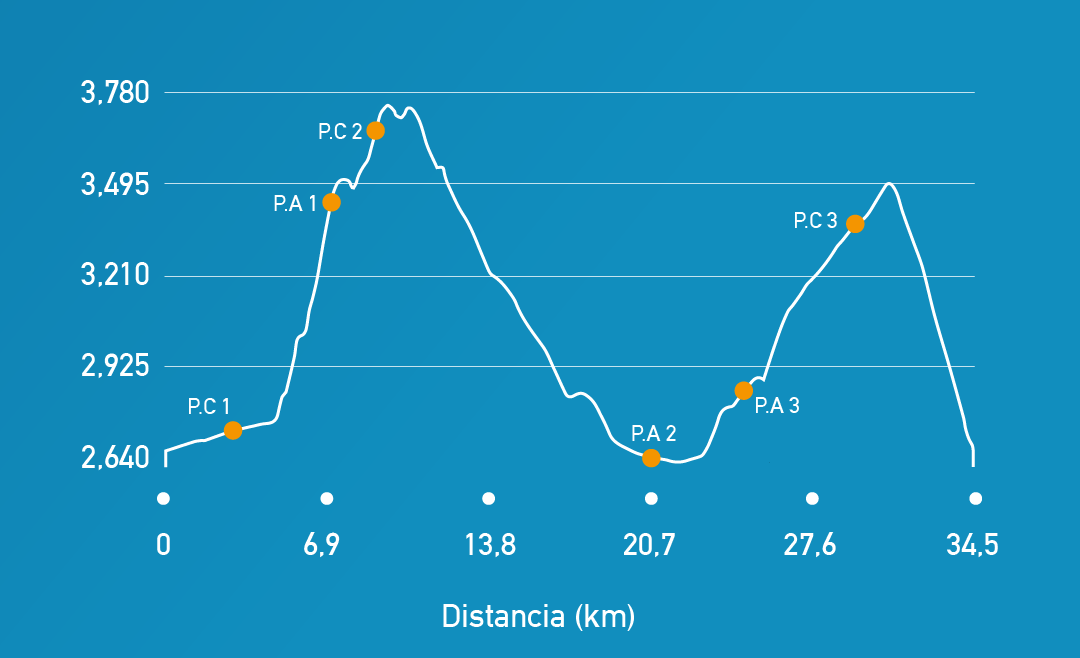 3,780
P.C 2
3,495
P.A 1
P.C 3
3,210
2,925
P.C 1
P.A 3
P.A 2
2,640
0 6,9 13,8 20,7 27,6 34,5
Distancia (km)